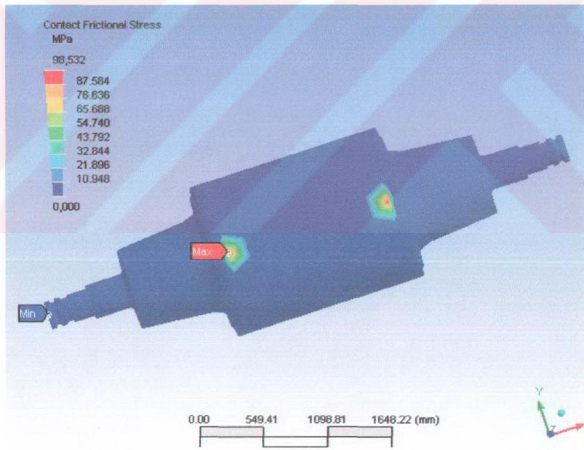 Contact Frictional Stress
MPa
98,532
87.584
76.636
65.688
54.740
43.792
32.844
21.896
10.948
0,000
Max
Min
0.00 549.41 1098.81 1648.22 (mm)
Y
Z